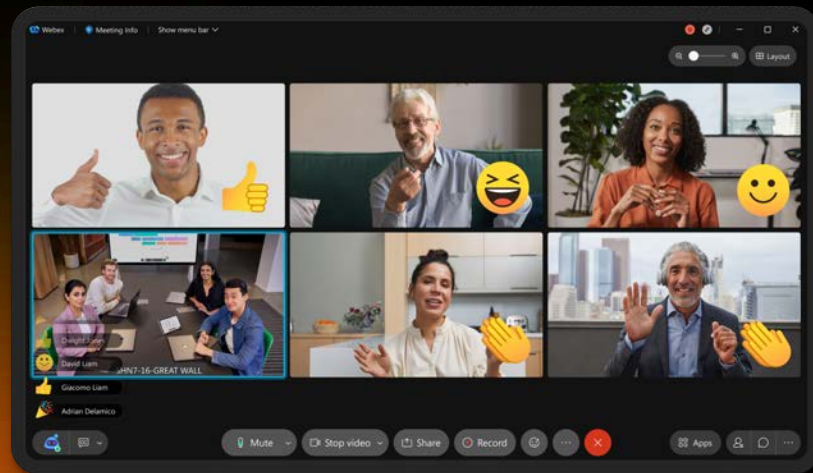 Webex
Meeting Info
Show menu bar
Layout
Dwight Jones
David Liam
SHN7-16-GREAT WALL
Giacomo Liam
Adrian Delamico
CC
Mute
Stop video
Share
Record
Apps